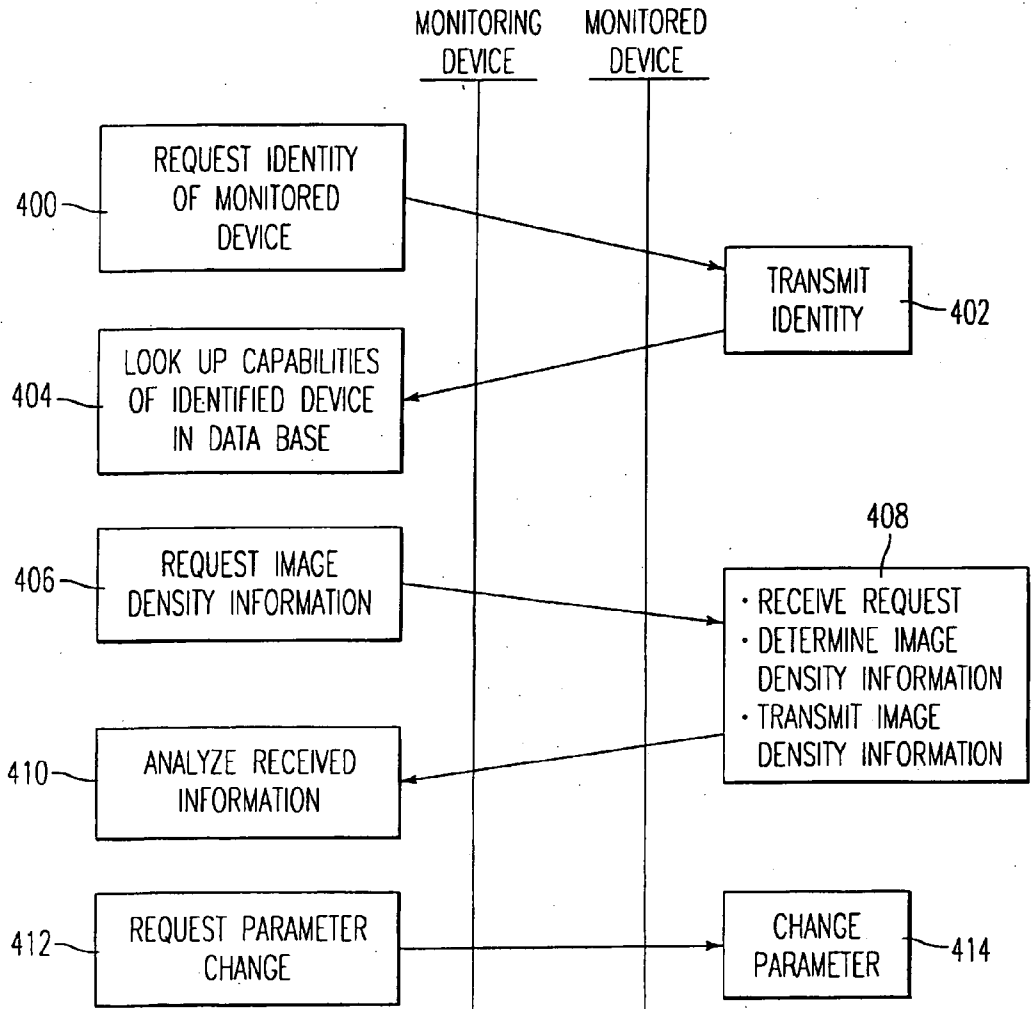 MONITORING
DEVICE
MONITORED
DEVICE
REQUEST IDENTITY
OF MONITORED
DEVICE
400
TRANSMIT
IDENTITY
402
LOOK UP CAPABILITIES
OF IDENTIFIED DEVICE
IN DATA BASE
404
REQUEST IMAGE
DENSITY INFORMATION
406
408
· RECEIVE REQUEST
· DETERMINE IMAGE
DENSITY INFORMATION
· TRANSMIT IMAGE
DENSITY INFORMATION
ANALYZE RECEIVED
INFORMATION
410
REQUEST PARAMETER
CHANGE
412
CHANGE
PARAMETER
414